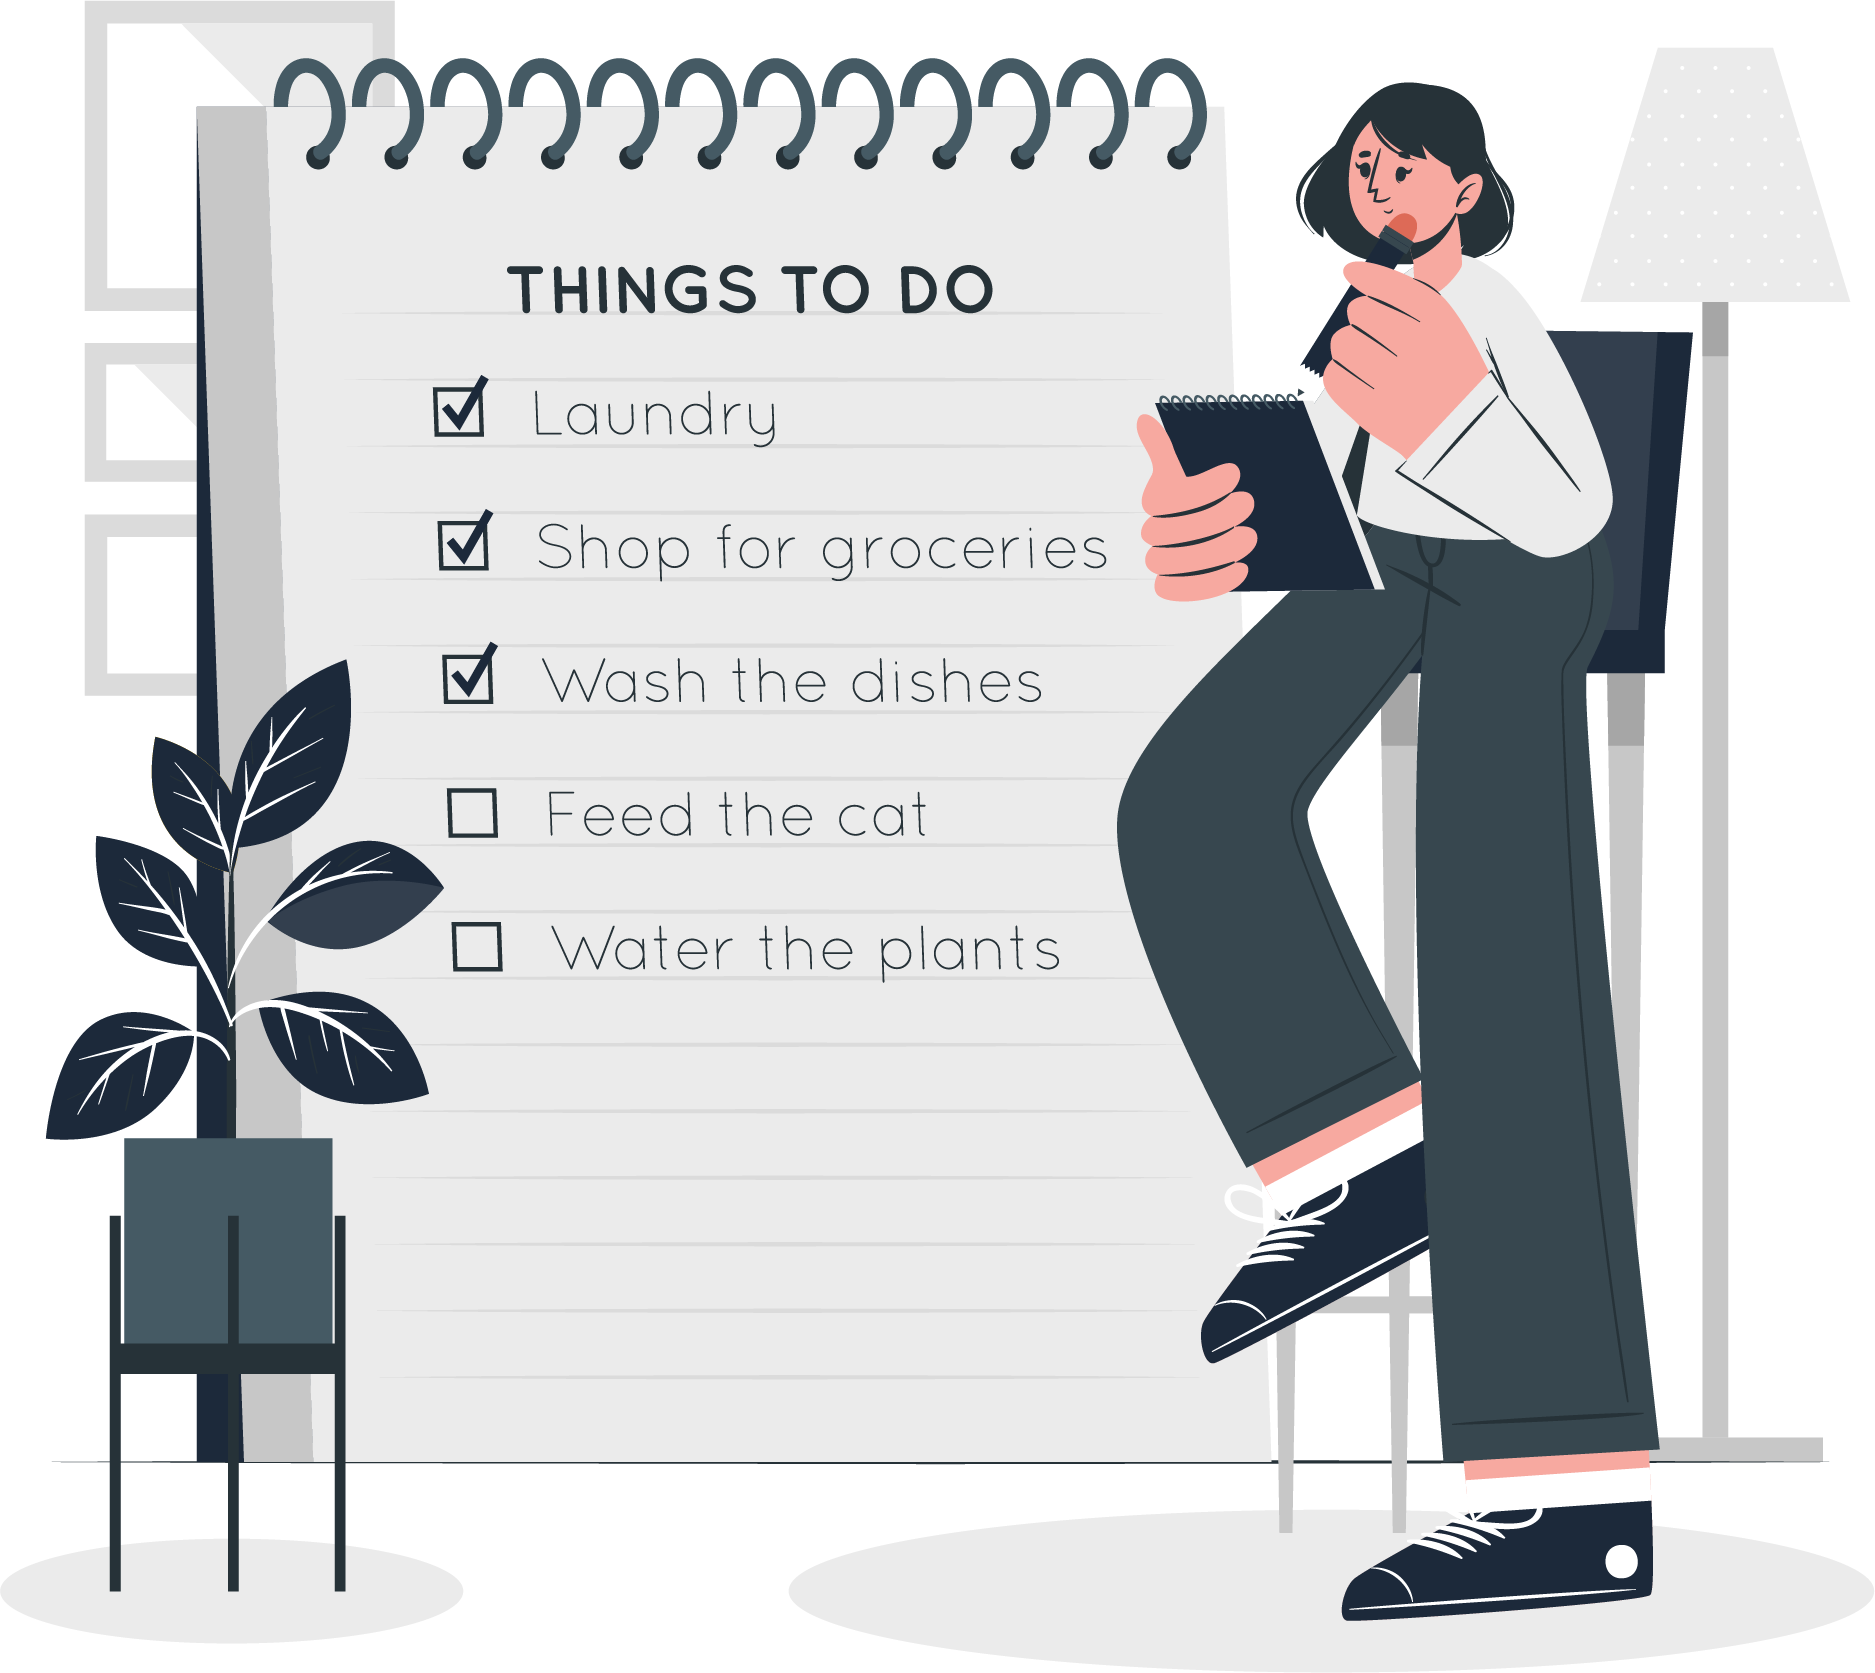 THINGS TO DO
Laundry
Shop for groceries
Wash the dishes
Feed the cat
Water the plants